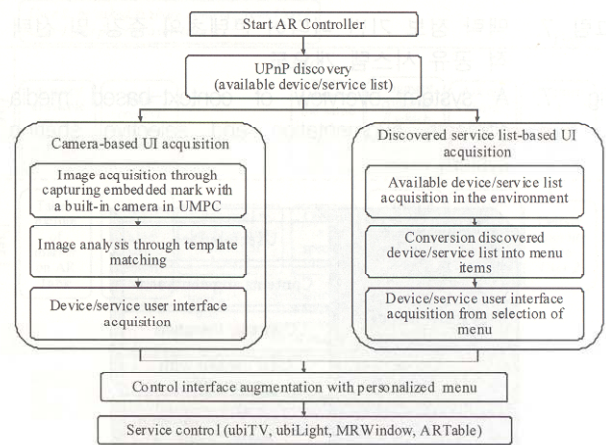 Start AR Controller
UPnP discovery
(available device/service list)
Camera-based UI acquisition
Image acquisition through
capturing embedded mark with
a built-in camera in UMPC
Image analysis through template
matching
Device/service user interface
acquisition
Discovered service list-based UI
acquisition
Available device/service list
acquisition in the environment
Conversion discovered
device/service list into menu
items
Device/service user interface
acquisition from selection of
menu
Control interface augmentation with personalized menu
Service control (ubiTV, ubiLight, MRWindow, ARTable)